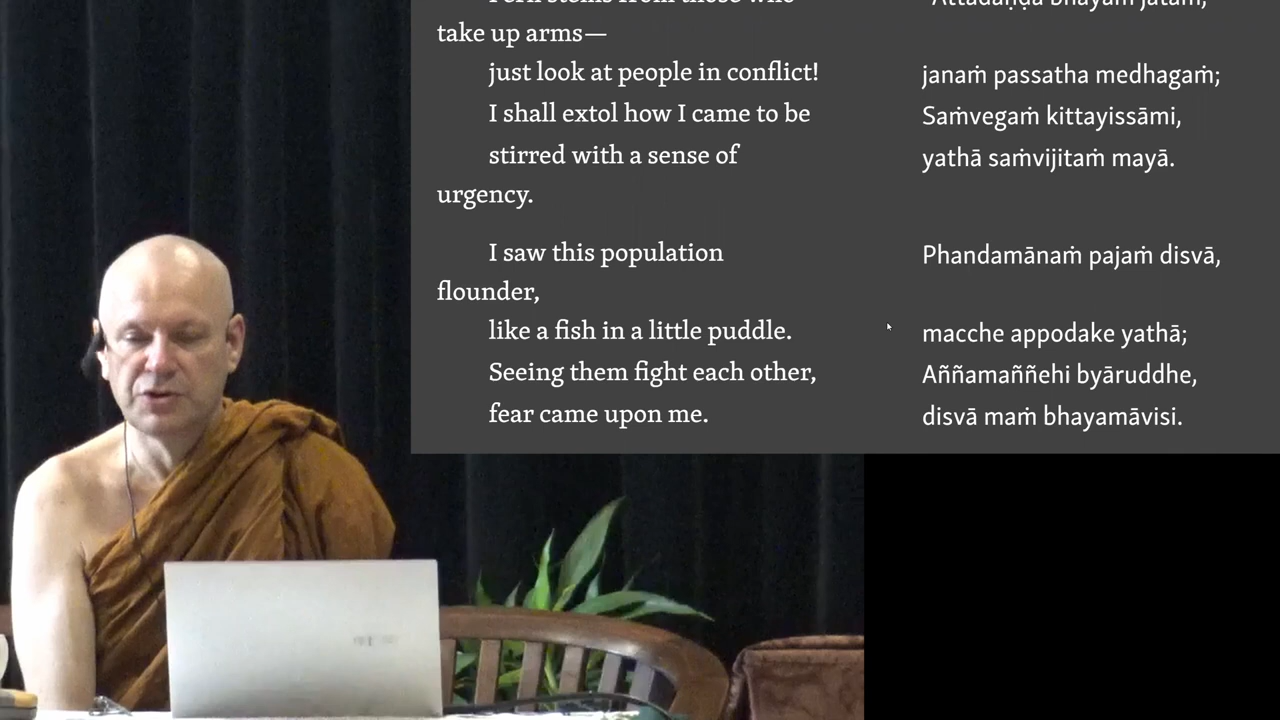 take up arms—
just look at people in conflict!
I shall extol how I came to be
stirred with a sense of
urgency.
I saw this population
flounder,
like a fish in a little puddle.
Seeing them fight each other,
fear came upon me.
"Attadaṇḍā bhayaṁ jātaṁ,
janaṁ passatha medhagaṁ;
Saṁvegaṁ kittayissāmi,
yathā saṁvijitaṁ mayā.
Phandamānaṁ pajaṁ disvā,
macche appodake yathā;
Aññamaññehi byāruddhe,
disvā maṁ bhayamāvisi.